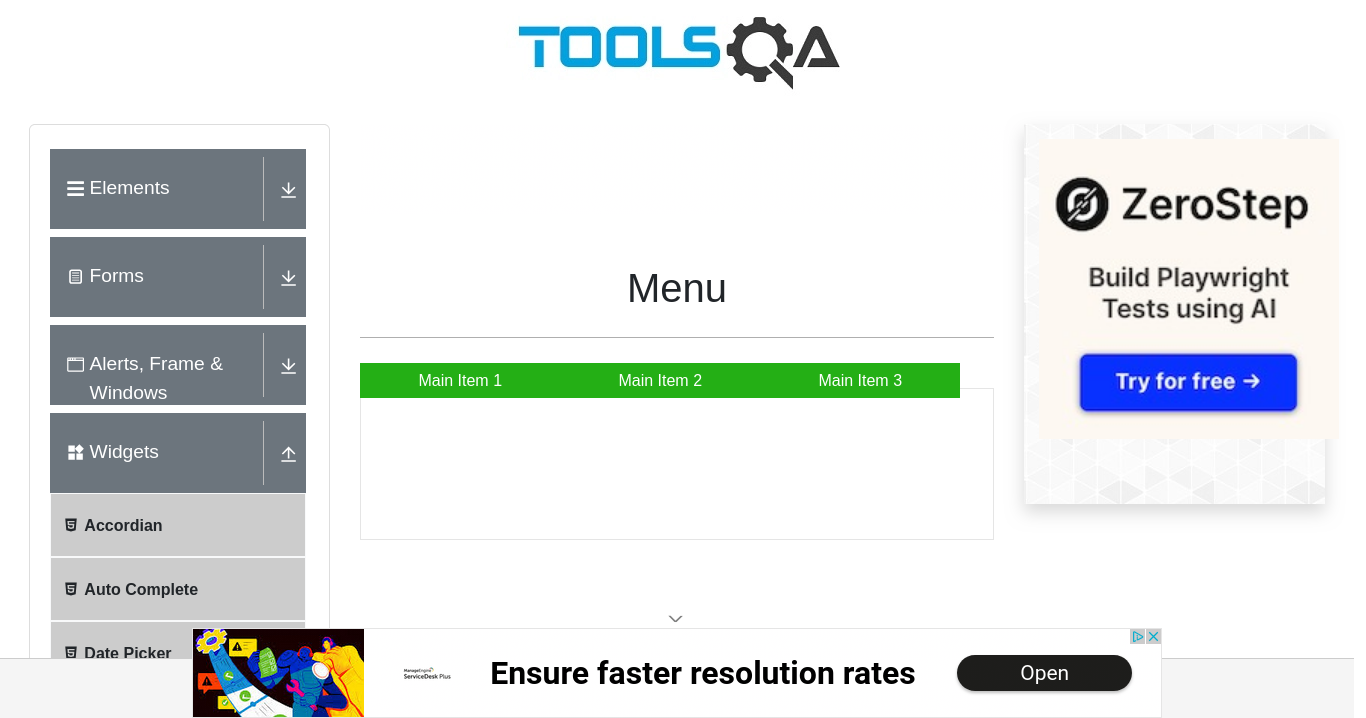 TOOLSQA
Elements
Forms
Alerts, Frame &
Windows
Widgets
Accordian
Auto Complete
Date Picker
Menu
Main Item 1 Main Item 2 Main Item 3
ZeroStep
Build Playwright
Tests using AI
Try for free →
ManageEngine
ServiceDesk Plus
Ensure faster resolution rates
Open